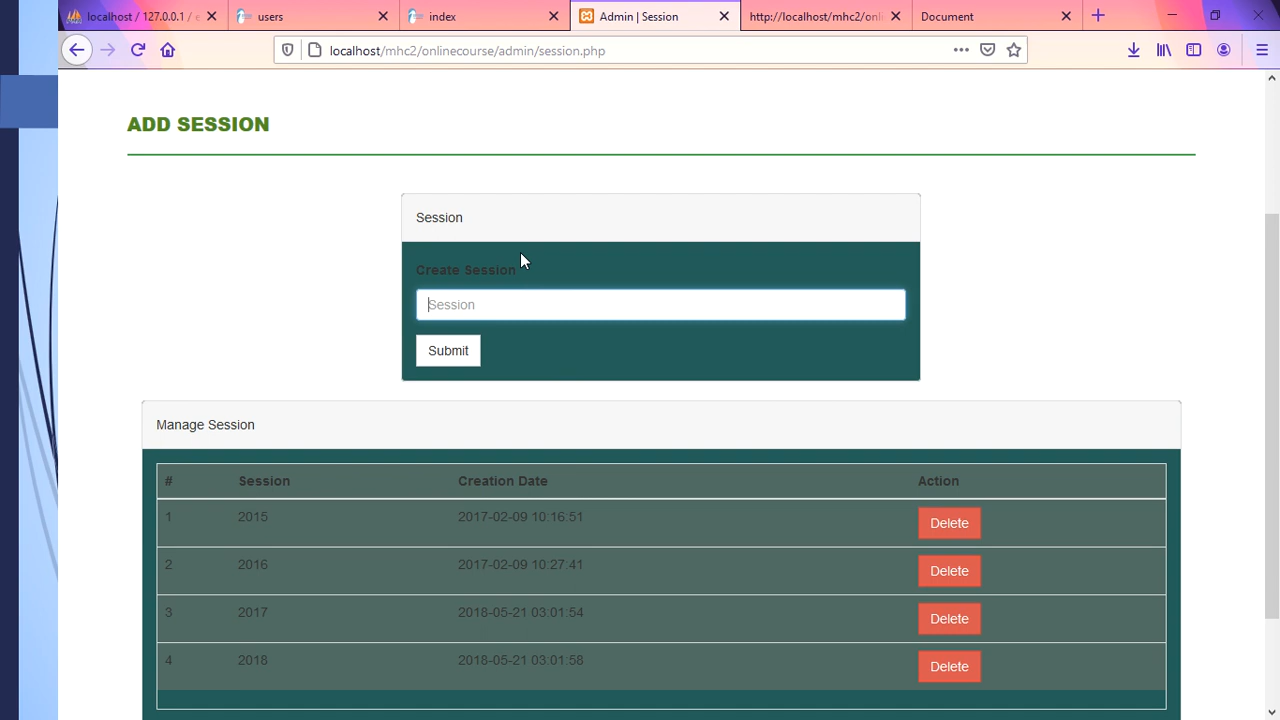 localhost / 127.0.0.1 / e
users
index
Admin | Session
http://localhost/mhc2/onli
Document
localhost/mhc2/onlinecourse/admin/session.php
ADD SESSION
Session
Create Session
Session
Submit
Manage Session
# Session Creation Date Action
1 2015 2017-02-09 10:16:51 Delete
2 2016 2017-02-09 10:27:41 Delete
3 2017 2018-05-21 03:01:54 Delete
4 2018 2018-05-21 03:01:58 Delete